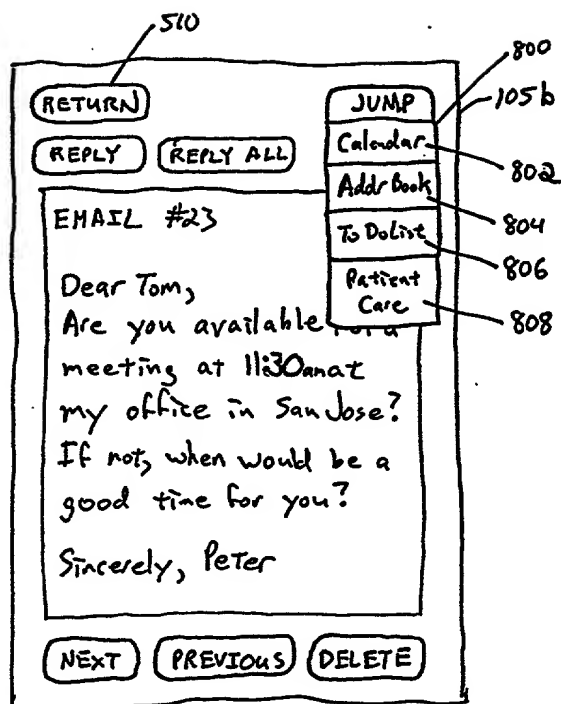 510
800
RETURN
JUMP
105b
REPLY
REPLY ALL
Calendar
802
EMAIL #23
Addr Book
804
To Do List
806
Dear Tom,
Patient
Care
808
Are you available for a
meeting at 11:30am at
my office in San Jose?
If not, when would be a
good time for you?
Sincerely, Peter
NEXT
PREVIOUS
DELETE